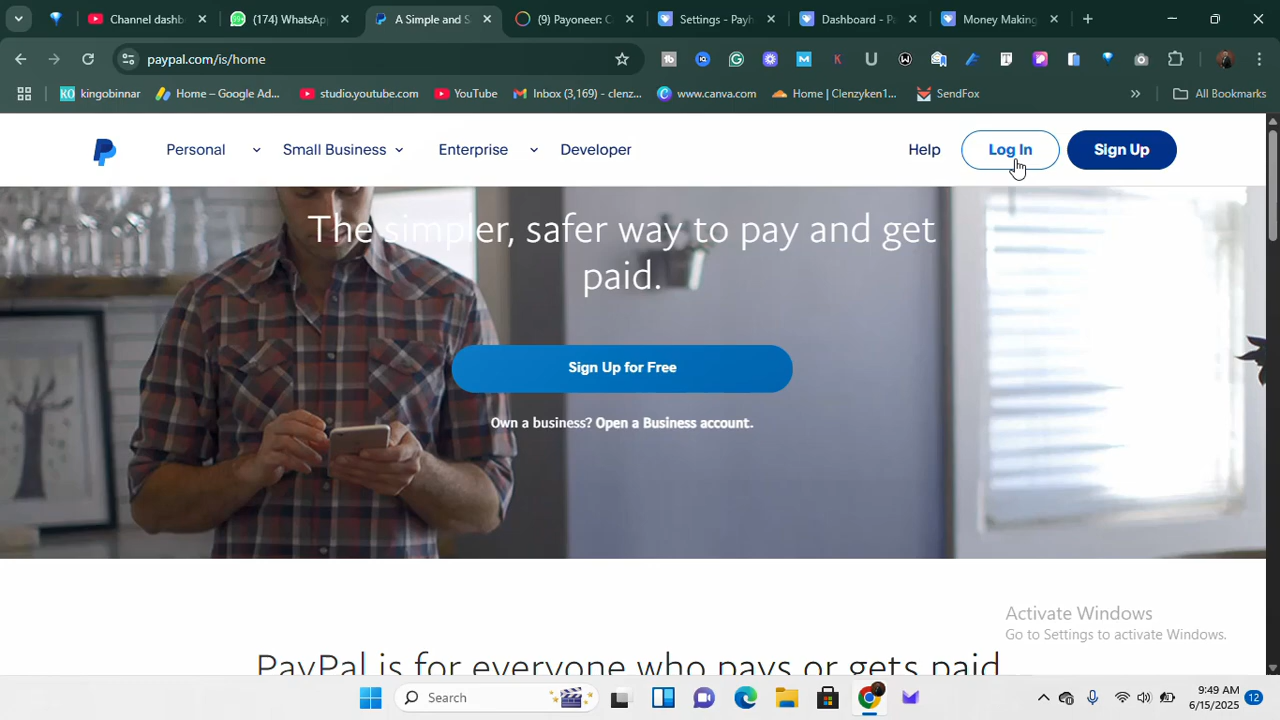 Channel dashb
(174) WhatsApp
A Simple and S
(9) Payoneer: C
Settings - Payh
Dashboard - Pa
Money Making
paypal.com/is/home
kingobinnar
Home – Google Ad...
studio.youtube.com
YouTube
Inbox (3,169) - clenz...
www.canva.com
Home | Clenzyken1...
SendFox
All Bookmarks
Personal
Small Business
Enterprise
Developer
Help
Log In
Sign Up
The simpler, safer way to pay and get
paid.
Sign Up for Free
Own a business? Open a Business account.
Activate Windows
Go to Settings to activate Windows.
PayPal is for everyone who pays or gets paid
Search
9:49 AM
6/15/2025
12